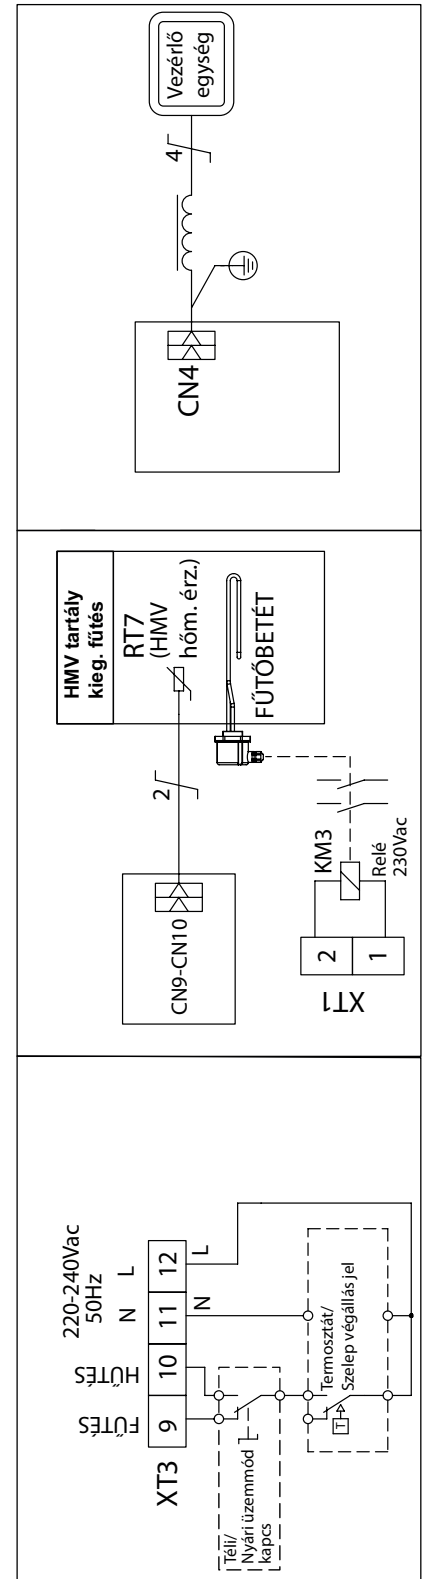 220-240Vac
50Hz
N L
FŰTÉS
HŰTÉS
9
10
11
12
XT3
N
L
Téli/
Nyári üzemmód
kapcs
Termosztát/
Szelep végállás jel
T
HMV tartály
kieg. fűtés
RT7
(HMV
hőm. érz.)
FŰTŐBETÉT
2
CN9-CN10
KM3
Relé
230Vac
2
1
XT1
Vezérlő
egység
4
CN4